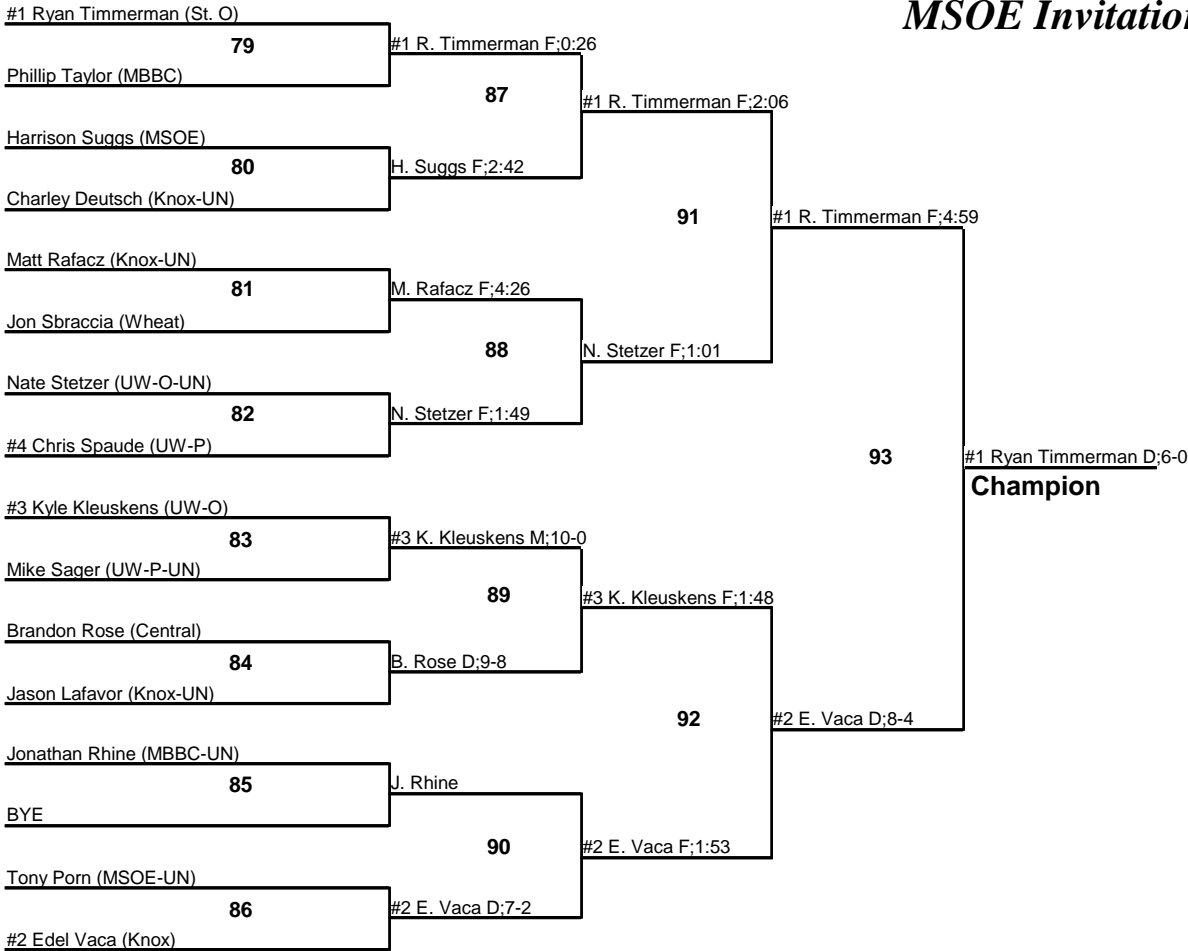 MSOE Invitation
#1 Ryan Timmerman (St. O)
79
#1 R. Timmerman F;0:26
Phillip Taylor (MBBC)
87
#1 R. Timmerman F;2:06
Harrison Suggs (MSOE)
80
H. Suggs F;2:42
Charley Deutsch (Knox-UN)
91
#1 R. Timmerman F;4:59
Matt Rafacz (Knox-UN)
81
M. Rafacz F;4:26
Jon Sbraccia (Wheat)
88
N. Stetzer F;1:01
Nate Stetzer (UW-O-UN)
82
N. Stetzer F;1:49
#4 Chris Spaude (UW-P)
93
#1 Ryan Timmerman D;6-0
Champion
#3 Kyle Kleuskens (UW-O)
83
#3 K. Kleuskens M;10-0
Mike Sager (UW-P-UN)
89
#3 K. Kleuskens F;1:48
Brandon Rose (Central)
84
B. Rose D;9-8
Jason Lafavor (Knox-UN)
92
#2 E. Vaca D;8-4
Jonathan Rhine (MBBC-UN)
85
J. Rhine
BYE
90
#2 E. Vaca F;1:53
Tony Porn (MSOE-UN)
86
#2 E. Vaca D;7-2
#2 Edel Vaca (Knox)